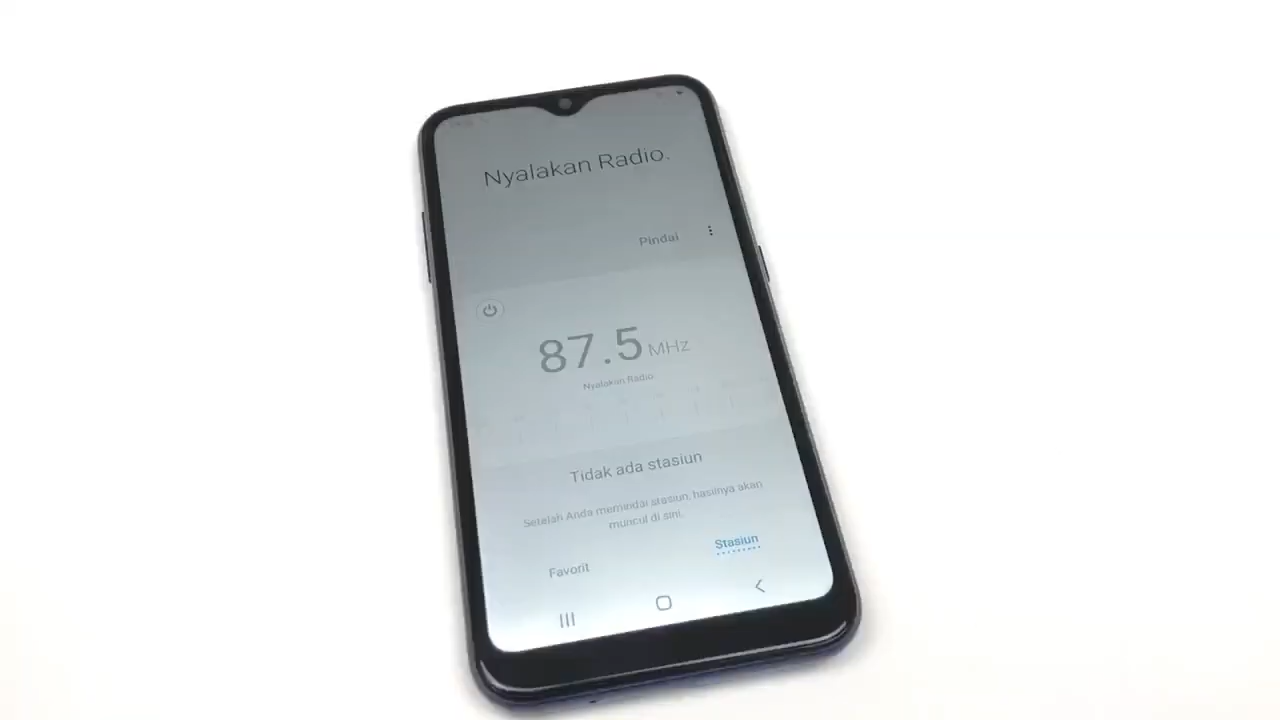 Nyalakan Radio.
Pindai
87.5 MHz
Nyalakan Radio
Tidak ada stasiun
Setelah Anda memindai stasiun, hasilnya akan
muncul di sini.
Favorit
Stasiun